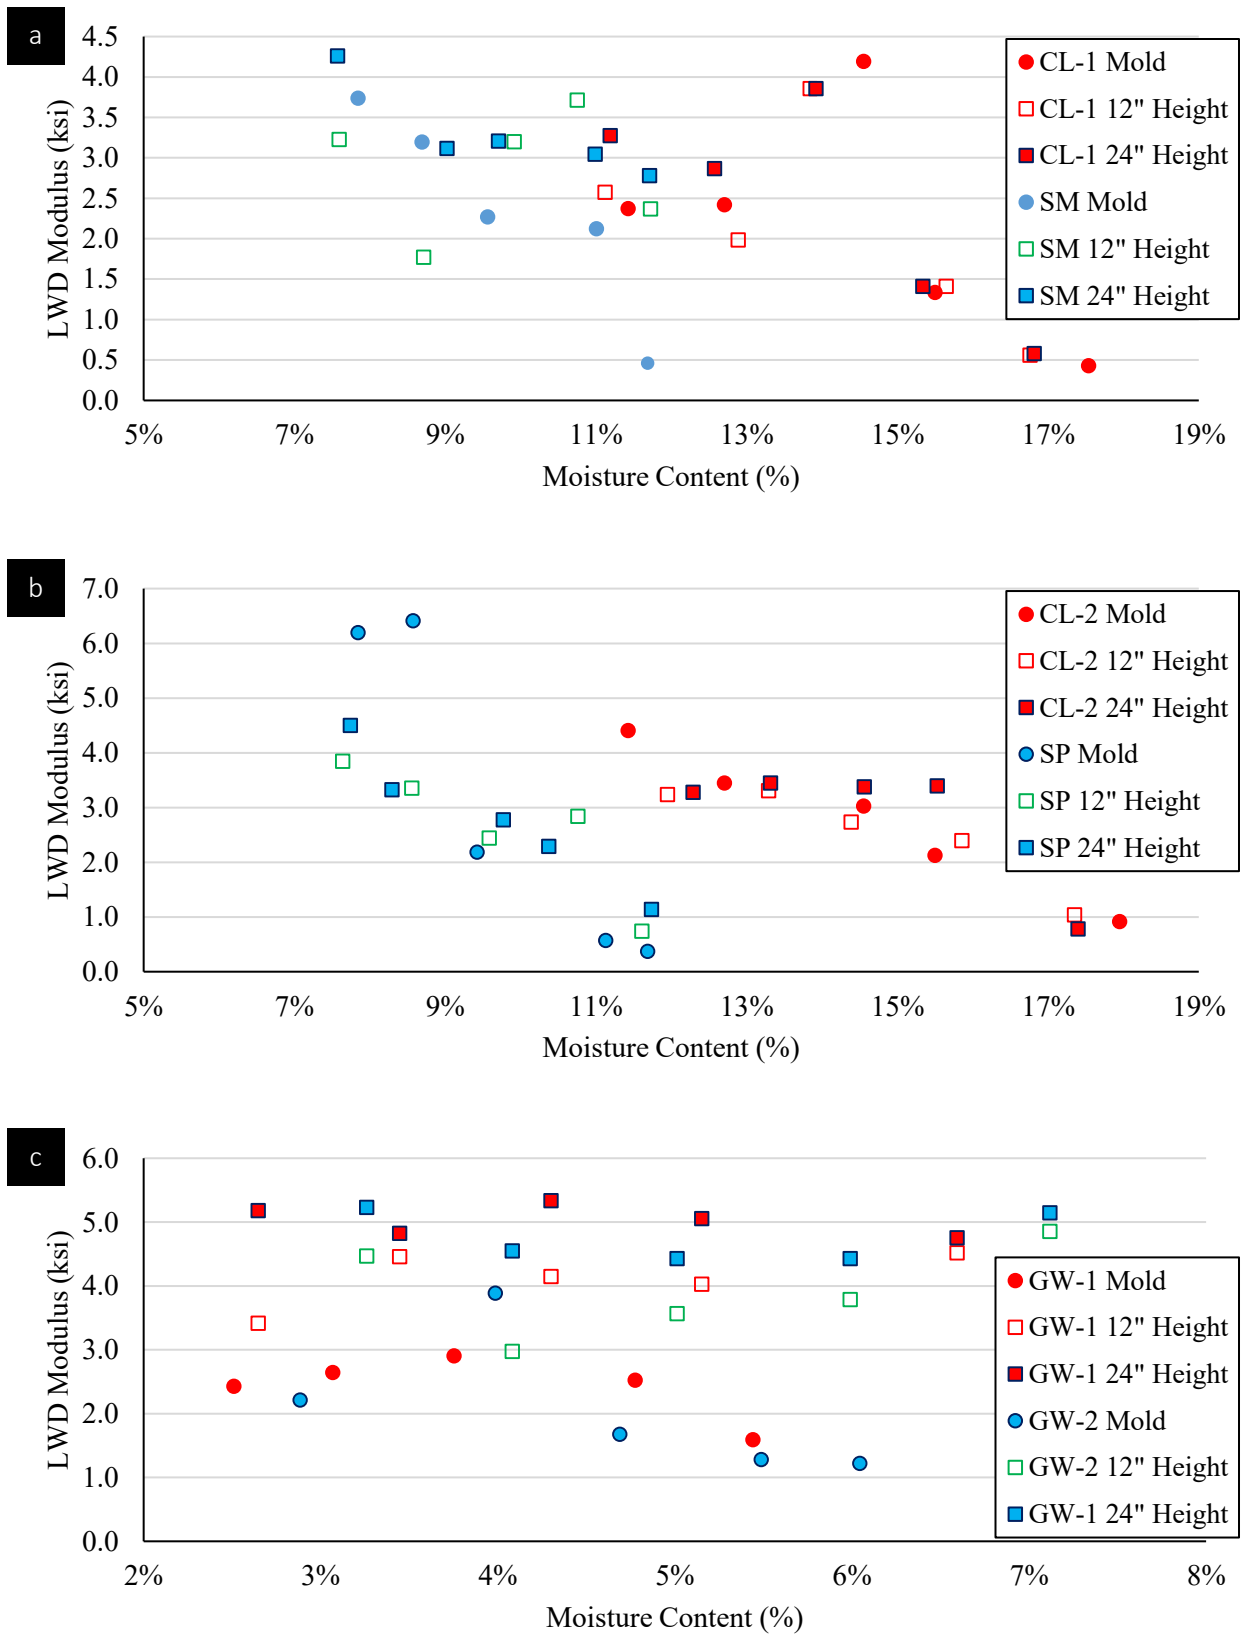 a
4.5
4.0
3.5
3.0
2.5
2.0
1.5
1.0
0.5
0.0
LWD Modulus (ksi)
5% 7% 9% 11% 13% 15% 17% 19%
Moisture Content (%)
CL-1 Mold
CL-1 12" Height
CL-1 24" Height
SM Mold
SM 12" Height
SM 24" Height
b
7.0
6.0
5.0
4.0
3.0
2.0
1.0
0.0
LWD Modulus (ksi)
5% 7% 9% 11% 13% 15% 17% 19%
Moisture Content (%)
CL-2 Mold
CL-2 12" Height
CL-2 24" Height
SP Mold
SP 12" Height
SP 24" Height
c
6.0
5.0
4.0
3.0
2.0
1.0
0.0
LWD Modulus (ksi)
2% 3% 4% 5% 6% 7% 8%
Moisture Content (%)
GW-1 Mold
GW-1 12" Height
GW-1 24" Height
GW-2 Mold
GW-2 12" Height
GW-1 24" Height